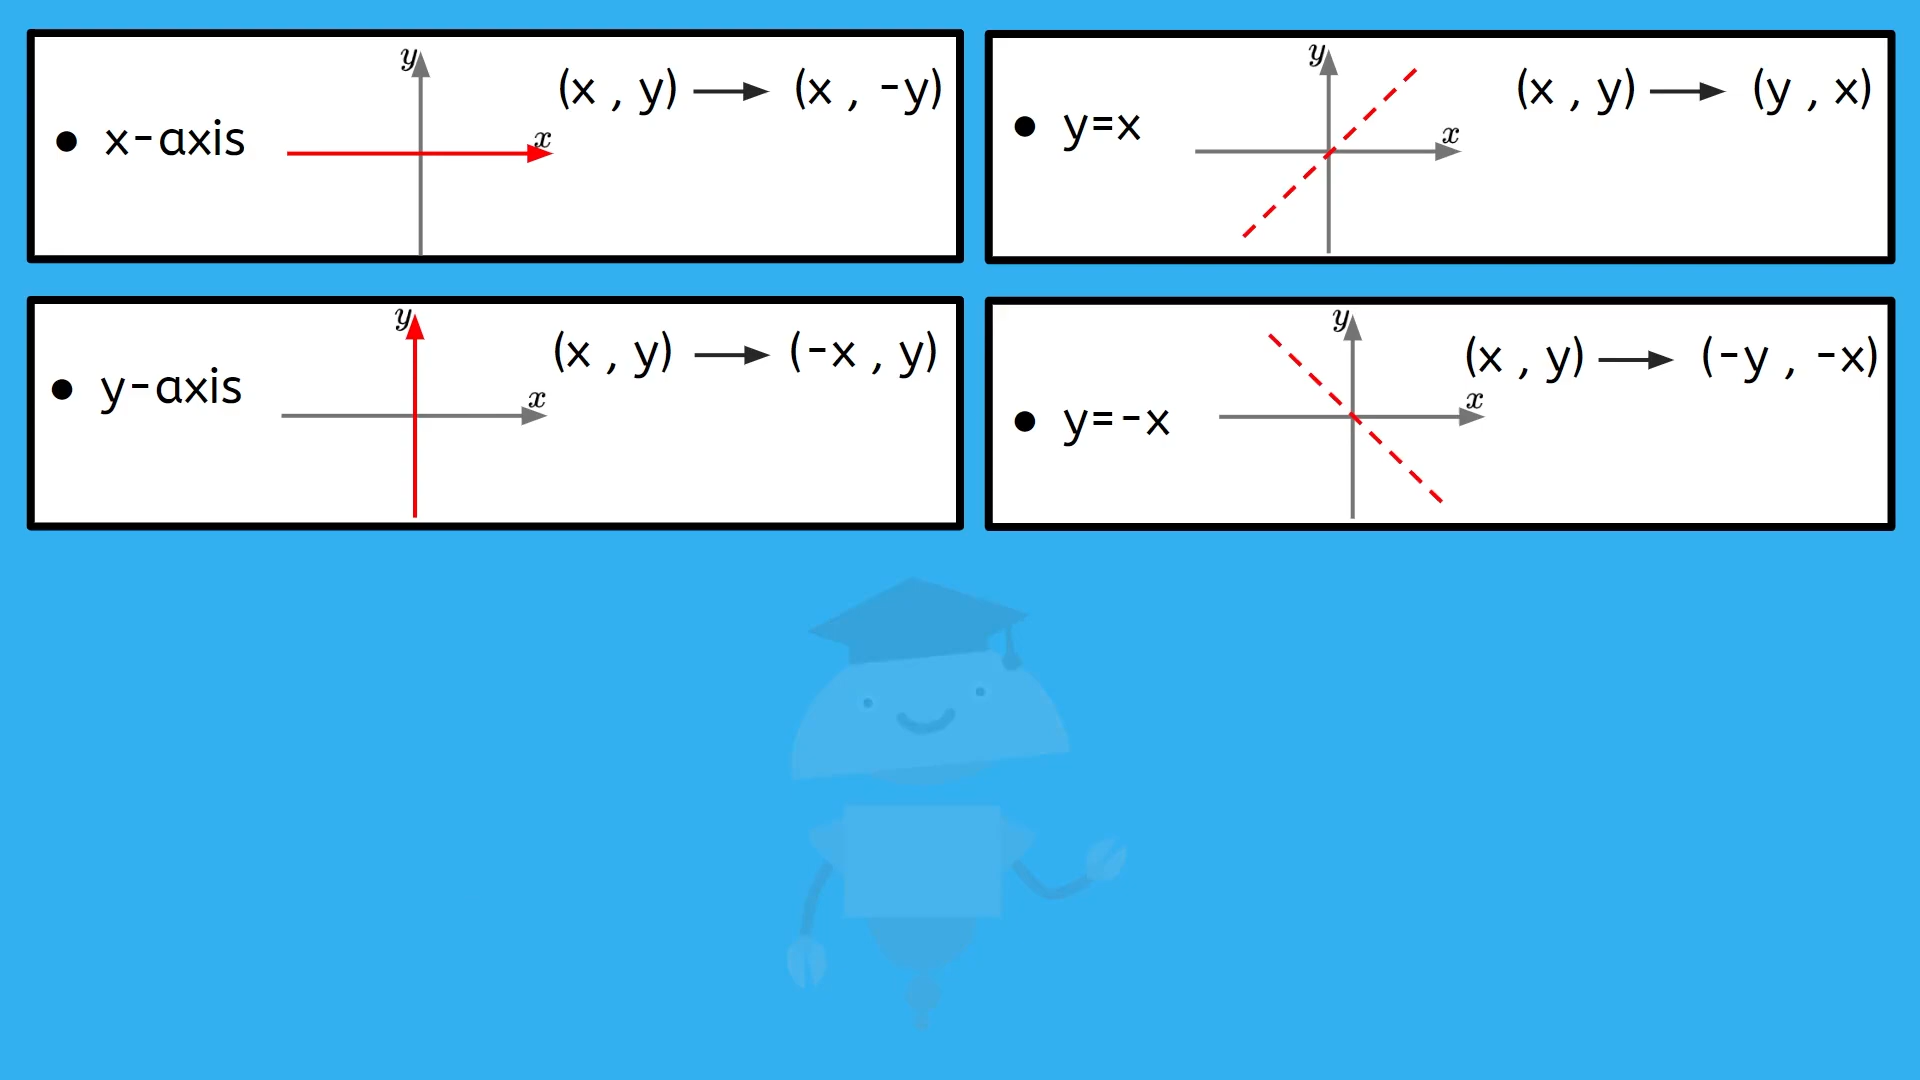 y
(x , y) → (x , -y)
• x-axis
x
y
(x , y) → (y , x)
• y=x
x
y
(x , y) → (-x , y)
• y-axis
x
y
(x , y) → (-y , -x)
• y=-x
x